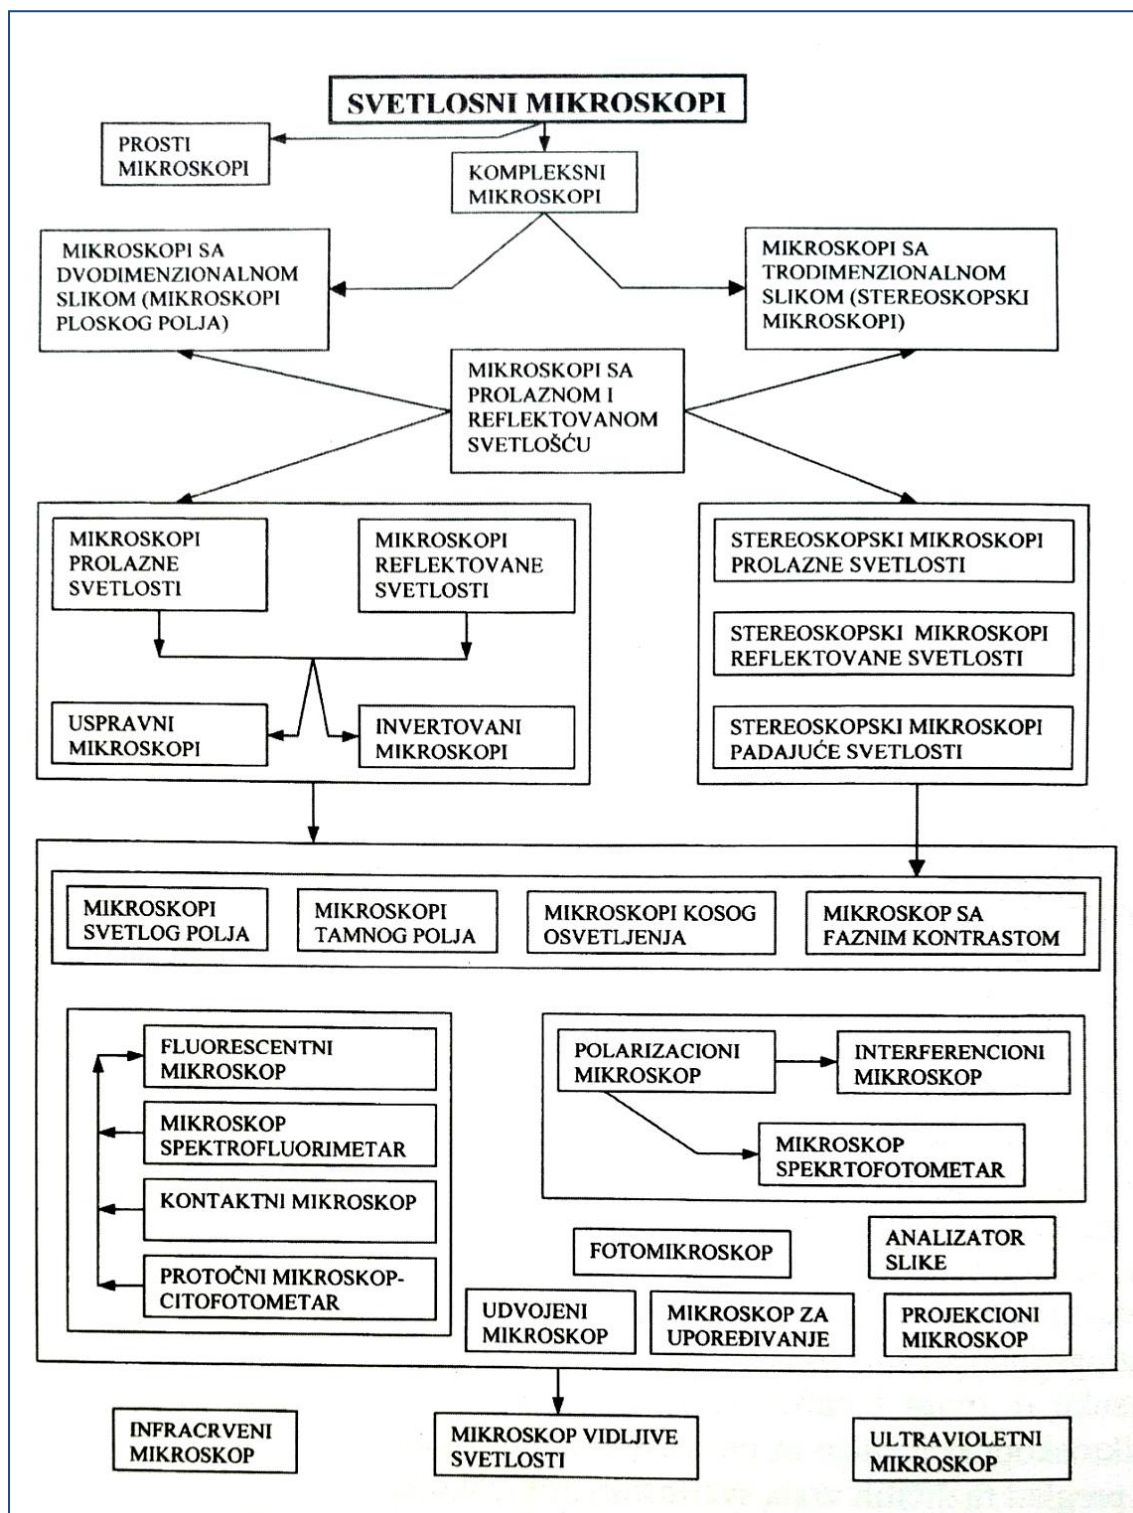 SVETLOSNI MIKROSKOPI
PROSTI
MIKROSKOPI
KOMPLEKSNI
MIKROSKOPI
MIKROSKOPI SA
DVODIMENZIONALNOM
SLIKOM (MIKROSKOPI
PLOSKOG POLJA)
MIKROSKOPI SA
TRODIMENZIONALNOM
SLIKOM (STEREOSKOPSKI
MIKROSKOPI)
MIKROSKOPI SA
PROLAZNOM I
REFLEKTOVANOM
SVETLOŠĆU
MIKROSKOPI
PROLAZNE
SVETLOSTI
MIKROSKOPI
REFLEKTOVANE
SVETLOSTI
USPRAVNI
MIKROSKOPI
INVERTOVANI
MIKROSKOPI
STEREOSKOPSKI MIKROSKOPI
PROLAZNE SVETLOSTI
STEREOSKOPSKI MIKROSKOPI
REFLEKTOVANE SVETLOSTI
STEREOSKOPSKI MIKROSKOPI
PADAJUĆE SVETLOSTI
MIKROSKOPI
SVETLOG POLJA
MIKROSKOPI
TAMNOG POLJA
MIKROSKOPI KOSOG
OSVETLJENJA
MIKROSKOP SA
FAZNIM KONTRASTOM
FLUORESCENTNI
MIKROSKOP
MIKROSKOP
SPEKTROFLUORIMETAR
KONTAKTNI MIKROSKOP
PROTOČNI MIKROSKOP-
CITOFOTOMETAR
POLARIZACIONI
MIKROSKOP
INTERFERENCIONI
MIKROSKOP
MIKROSKOP
SPEKRTOFOTOMETAR
FOTOMIKROSKOP
ANALIZATOR
SLIKE
UDVOJENI
MIKROSKOP
MIKROSKOP ZA
UPOREĐIVANJE
PROJEKCIONI
MIKROSKOP
INFRACRVENI
MIKROSKOP
MIKROSKOP VIDLJIVE
SVETLOSTI
ULTRAVIOLETNI
MIKROSKOP